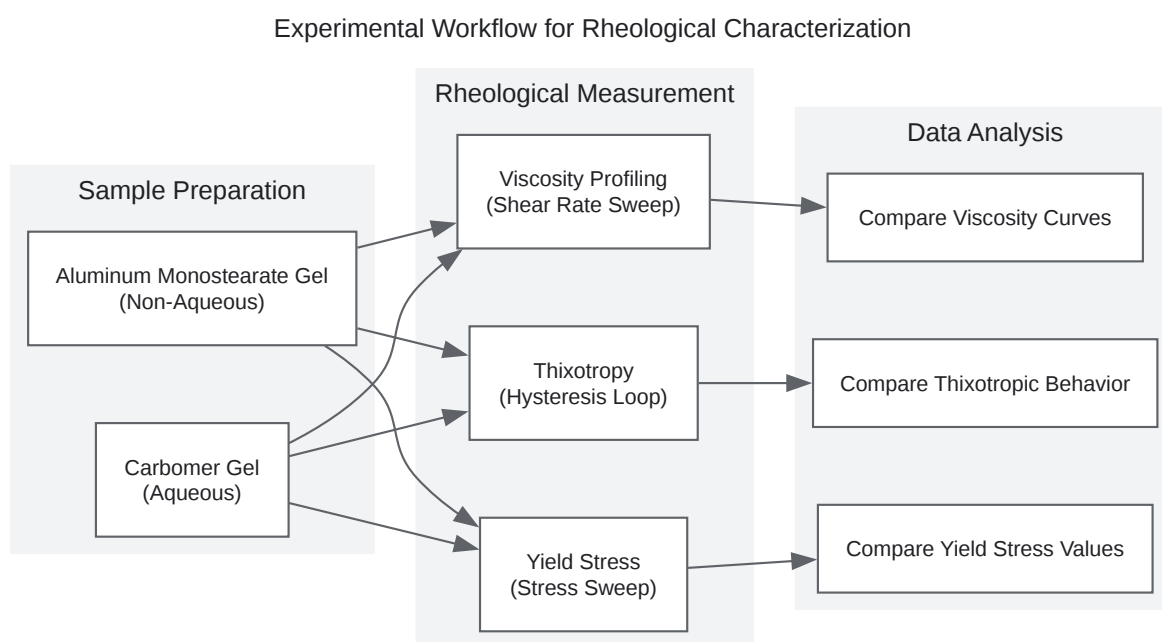 Experimental Workflow for Rheological Characterization
Sample Preparation
Aluminum Monostearate Gel
(Non-Aqueous)
Carbomer Gel
(Aqueous)
Rheological Measurement
Viscosity Profiling
(Shear Rate Sweep)
Thixotropy
(Hysteresis Loop)
Yield Stress
(Stress Sweep)
Data Analysis
Compare Viscosity Curves
Compare Thixotropic Behavior
Compare Yield Stress Values